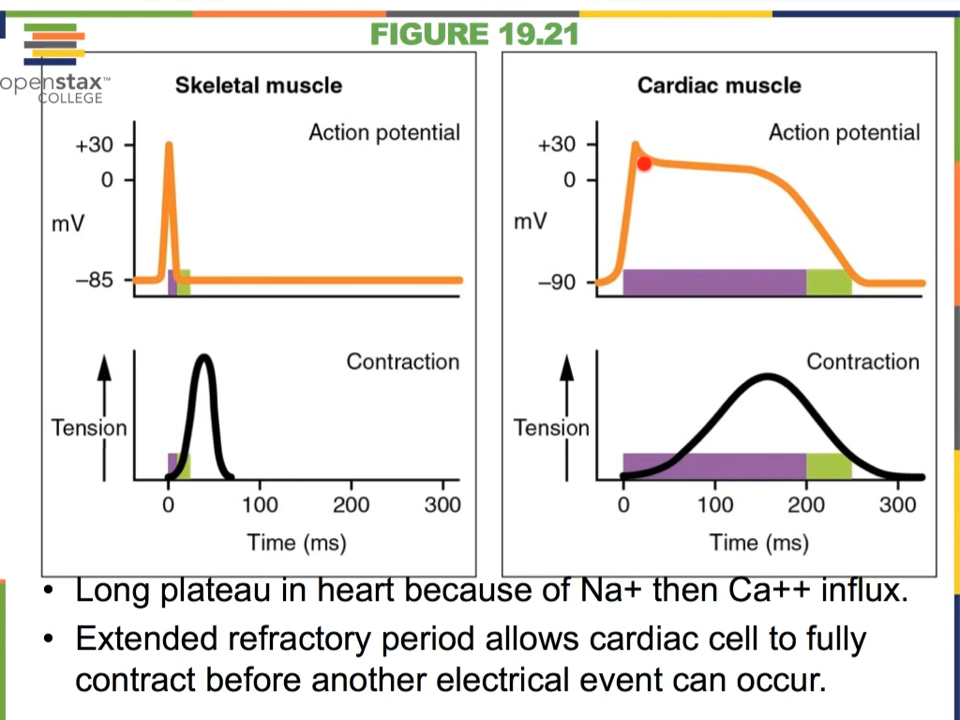 FIGURE 19.21
openstax™
COLLEGE
Skeletal muscle
Action potential
+30
0
mV
–85
Contraction
Tension
0 100 200 300
Time (ms)
Cardiac muscle
Action potential
+30
0
mV
–90
Contraction
Tension
0 100 200 300
Time (ms)
• Long plateau in heart because of Na+ then Ca++ influx.
• Extended refractory period allows cardiac cell to fully
contract before another electrical event can occur.